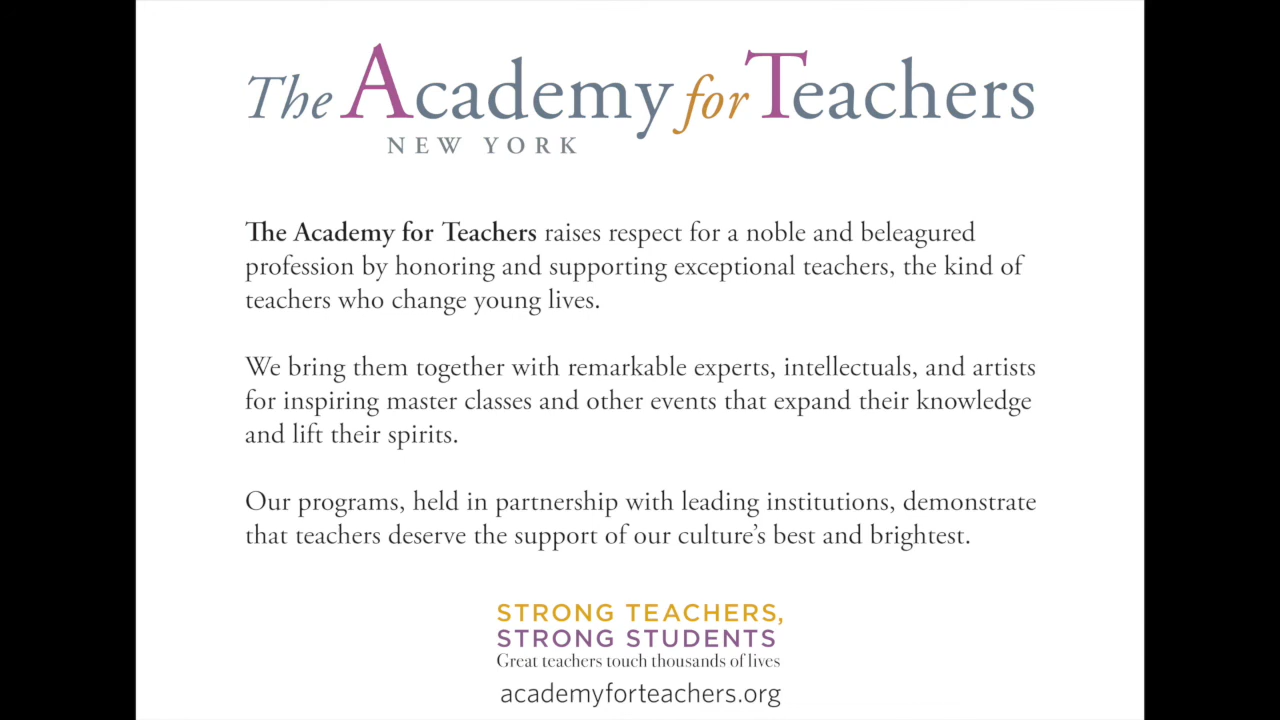 The Academy for Teachers
NEW YORK
The Academy for Teachers raises respect for a noble and beleagured
profession by honoring and supporting exceptional teachers, the kind of
teachers who change young lives.
We bring them together with remarkable experts, intellectuals, and artists
for inspiring master classes and other events that expand their knowledge
and lift their spirits.
Our programs, held in partnership with leading institutions, demonstrate
that teachers deserve the support of our culture’s best and brightest.
STRONG TEACHERS,
STRONG STUDENTS
Great teachers touch thousands of lives
academyforteachers.org